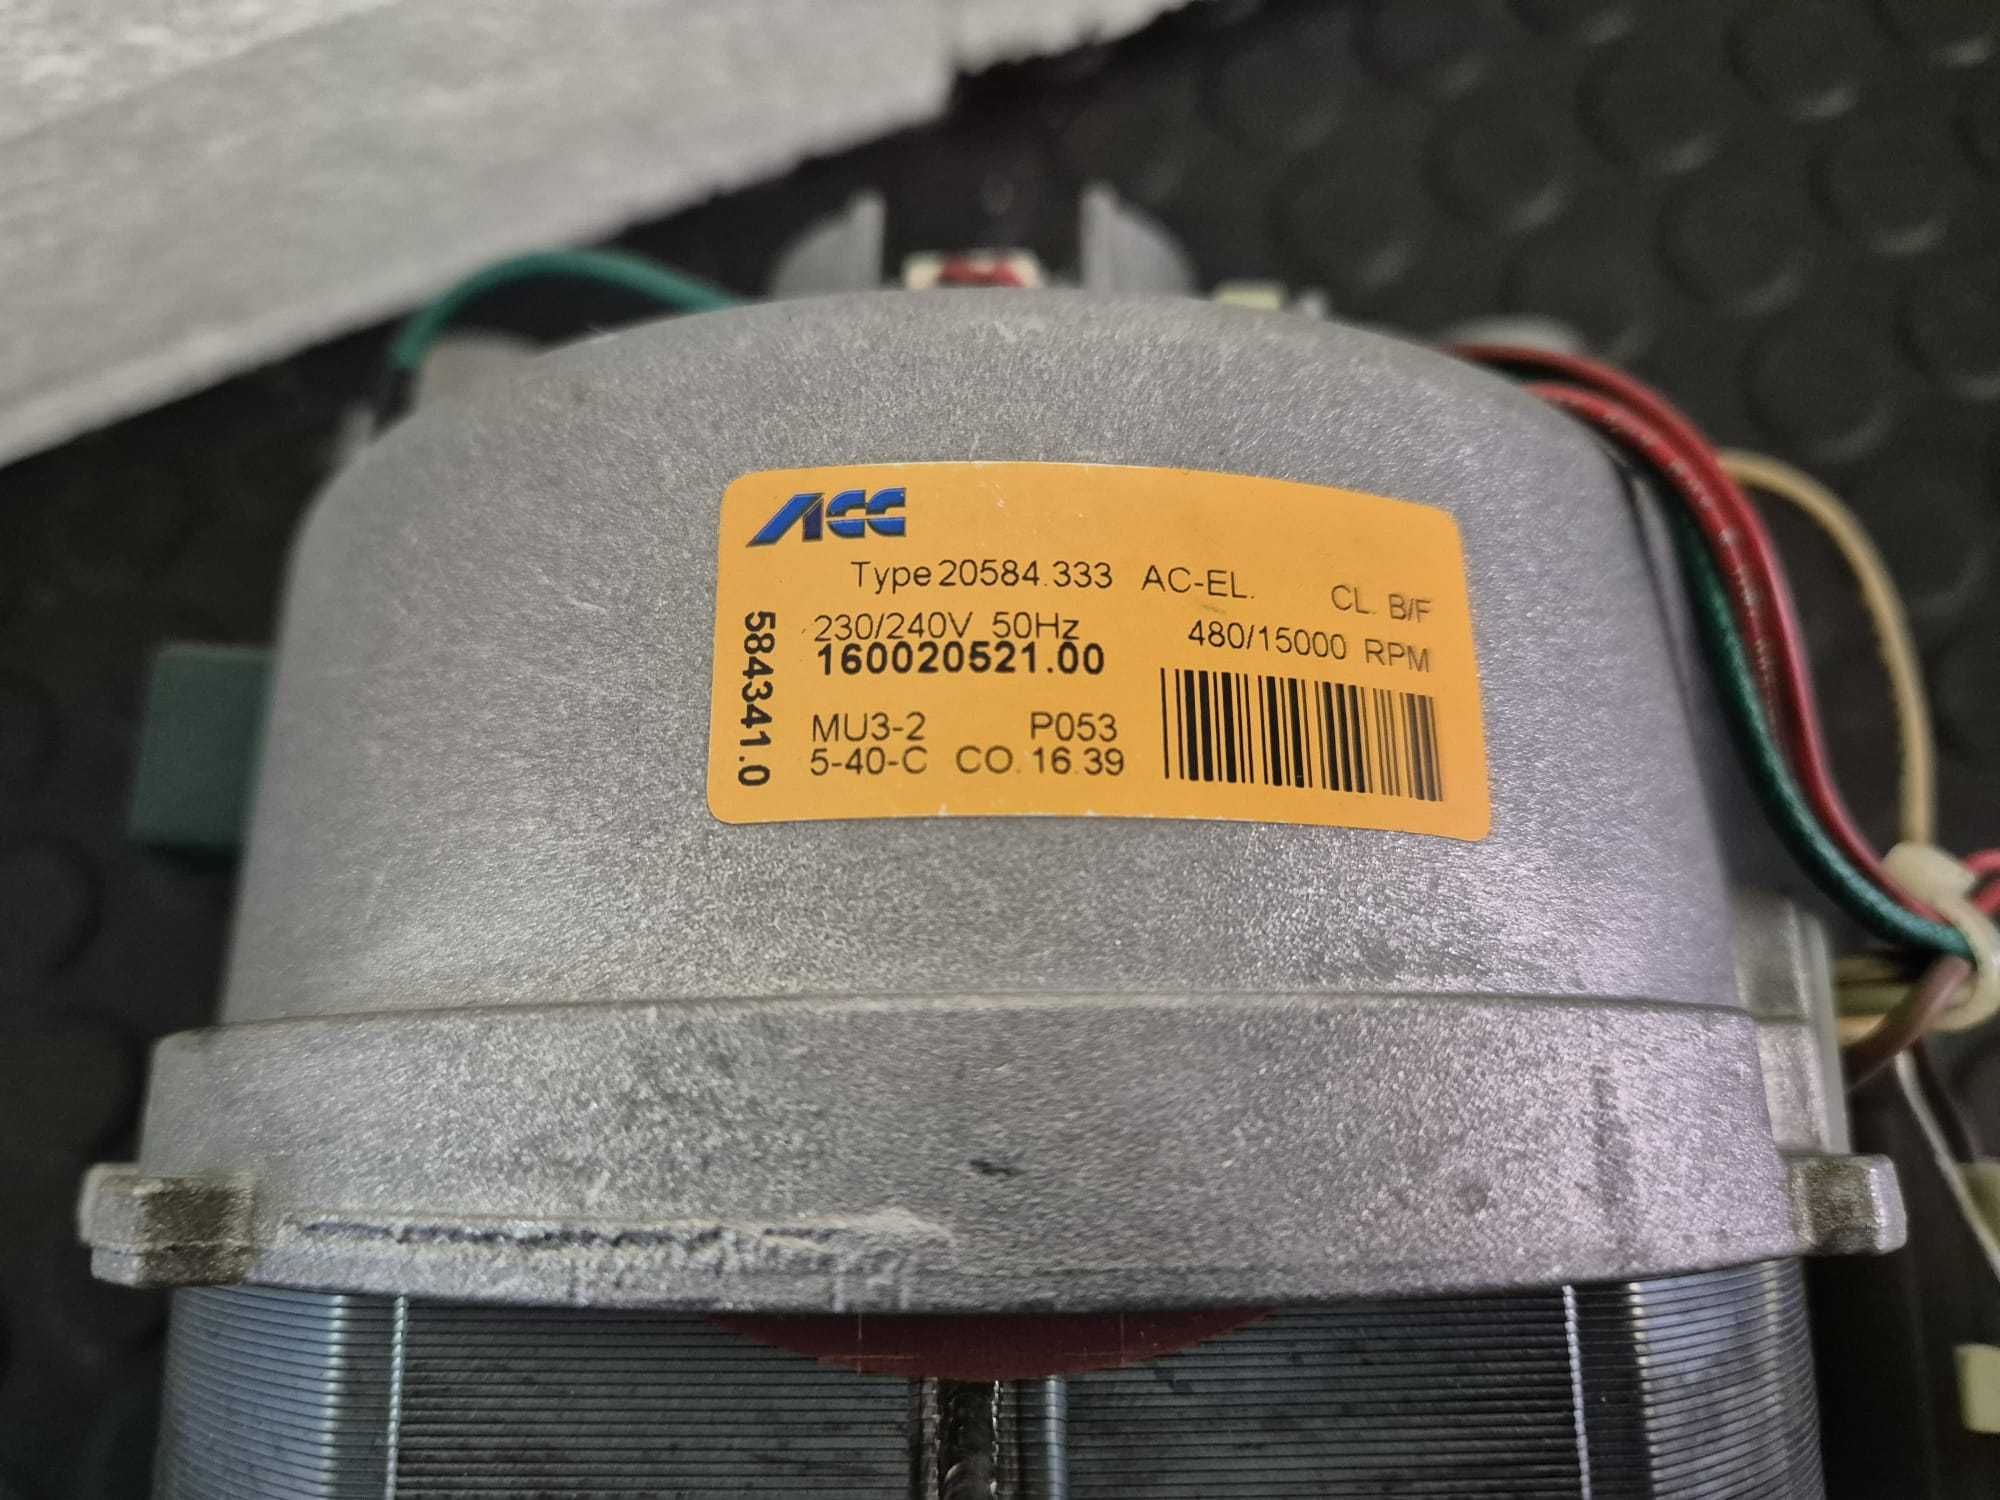 ACC
Type 20584.333 AC-EL. CL. B/F
230/240V 50Hz 480/15000 RPM
160020521.00
MU3-2 P053
5-40-C CO. 16.39
584341.0